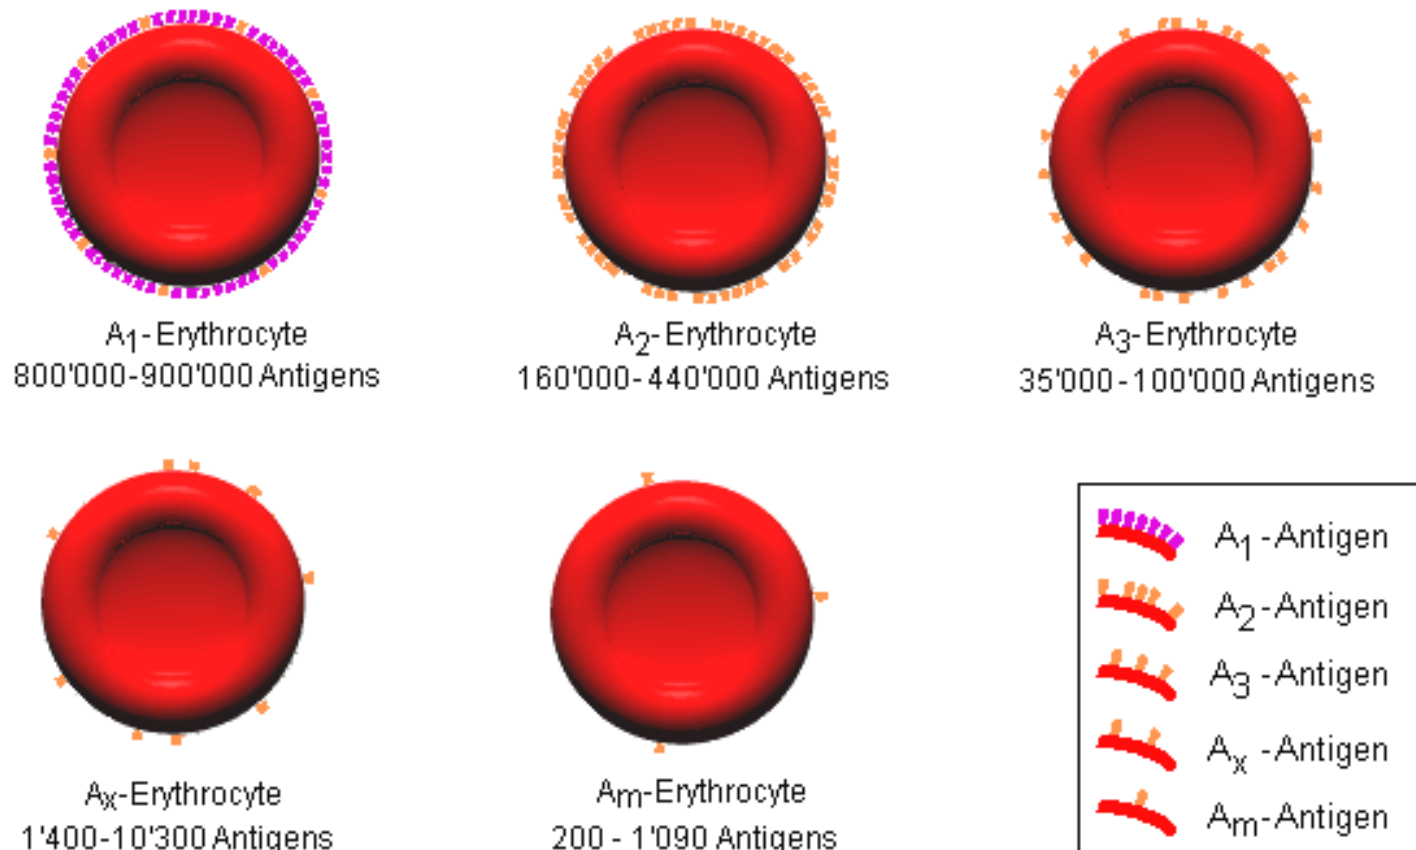 A1-Erythrocyte
800'000-900'000 Antigens
A2-Erythrocyte
160'000-440'000 Antigens
A3-Erythrocyte
35'000-100'000 Antigens
Ax-Erythrocyte
1'400-10'300 Antigens
Am-Erythrocyte
200 - 1'090 Antigens
A1-Antigen
A2-Antigen
A3-Antigen
Ax-Antigen
Am-Antigen